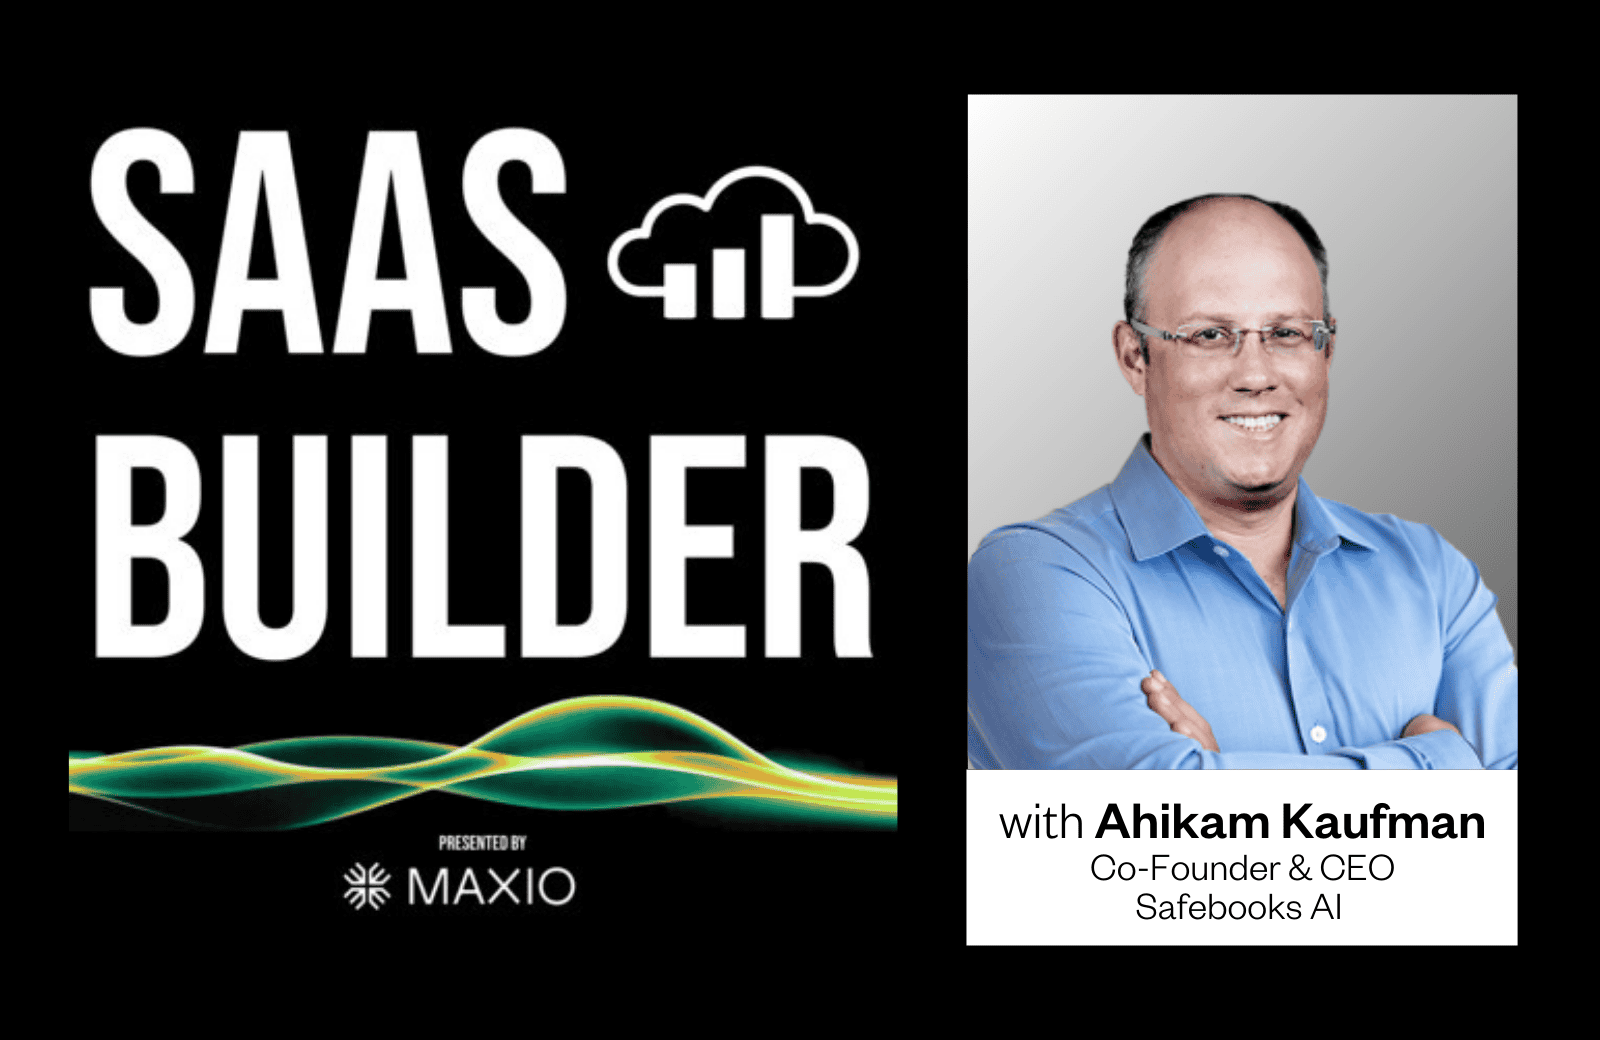 SAAS
BUILDER
PRESENTED BY
MAXIO
with Ahikam Kaufman
Co-Founder & CEO
Safebooks AI